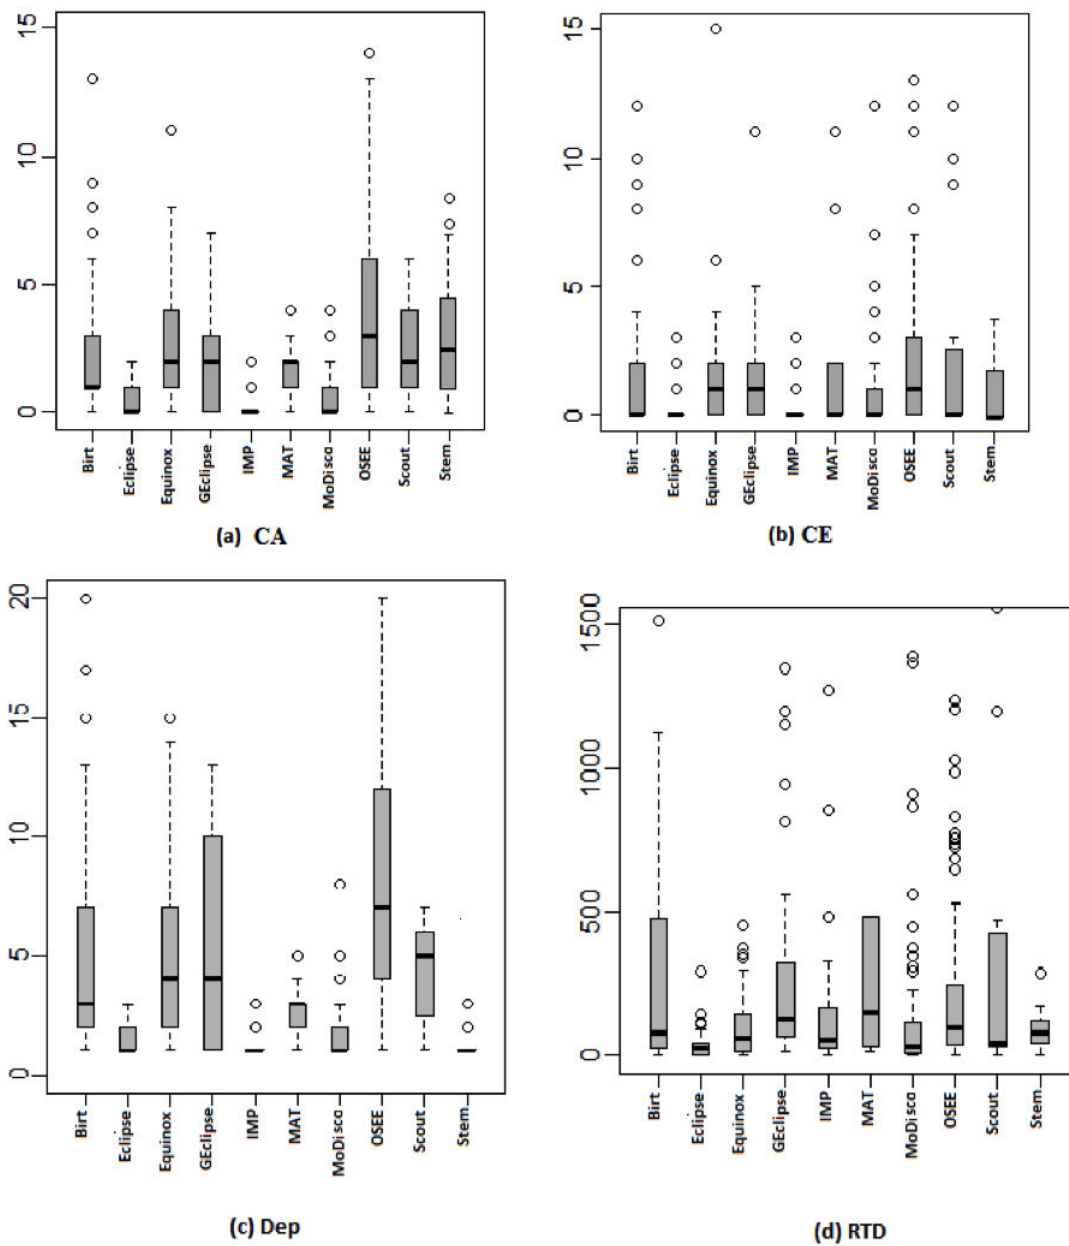 15
10
5
0
Birt
Eclipse
Equinox
GEclipse
IMP
MAT
MoDisco
OSEE
Scout
Stem
(a) CA
15
10
5
0
Birt
Eclipse
Equinox
GEclipse
IMP
MAT
MoDisco
OSEE
Scout
Stem
(b) CE
20
15
10
5
0
Birt
Eclipse
Equinox
GEclipse
IMP
MAT
MoDisco
OSEE
Scout
Stem
(c) Dep
1500
1000
500
0
Birt
Eclipse
Equinox
GEclipse
IMP
MAT
MoDisco
OSEE
Scout
Stem
(d) RTD